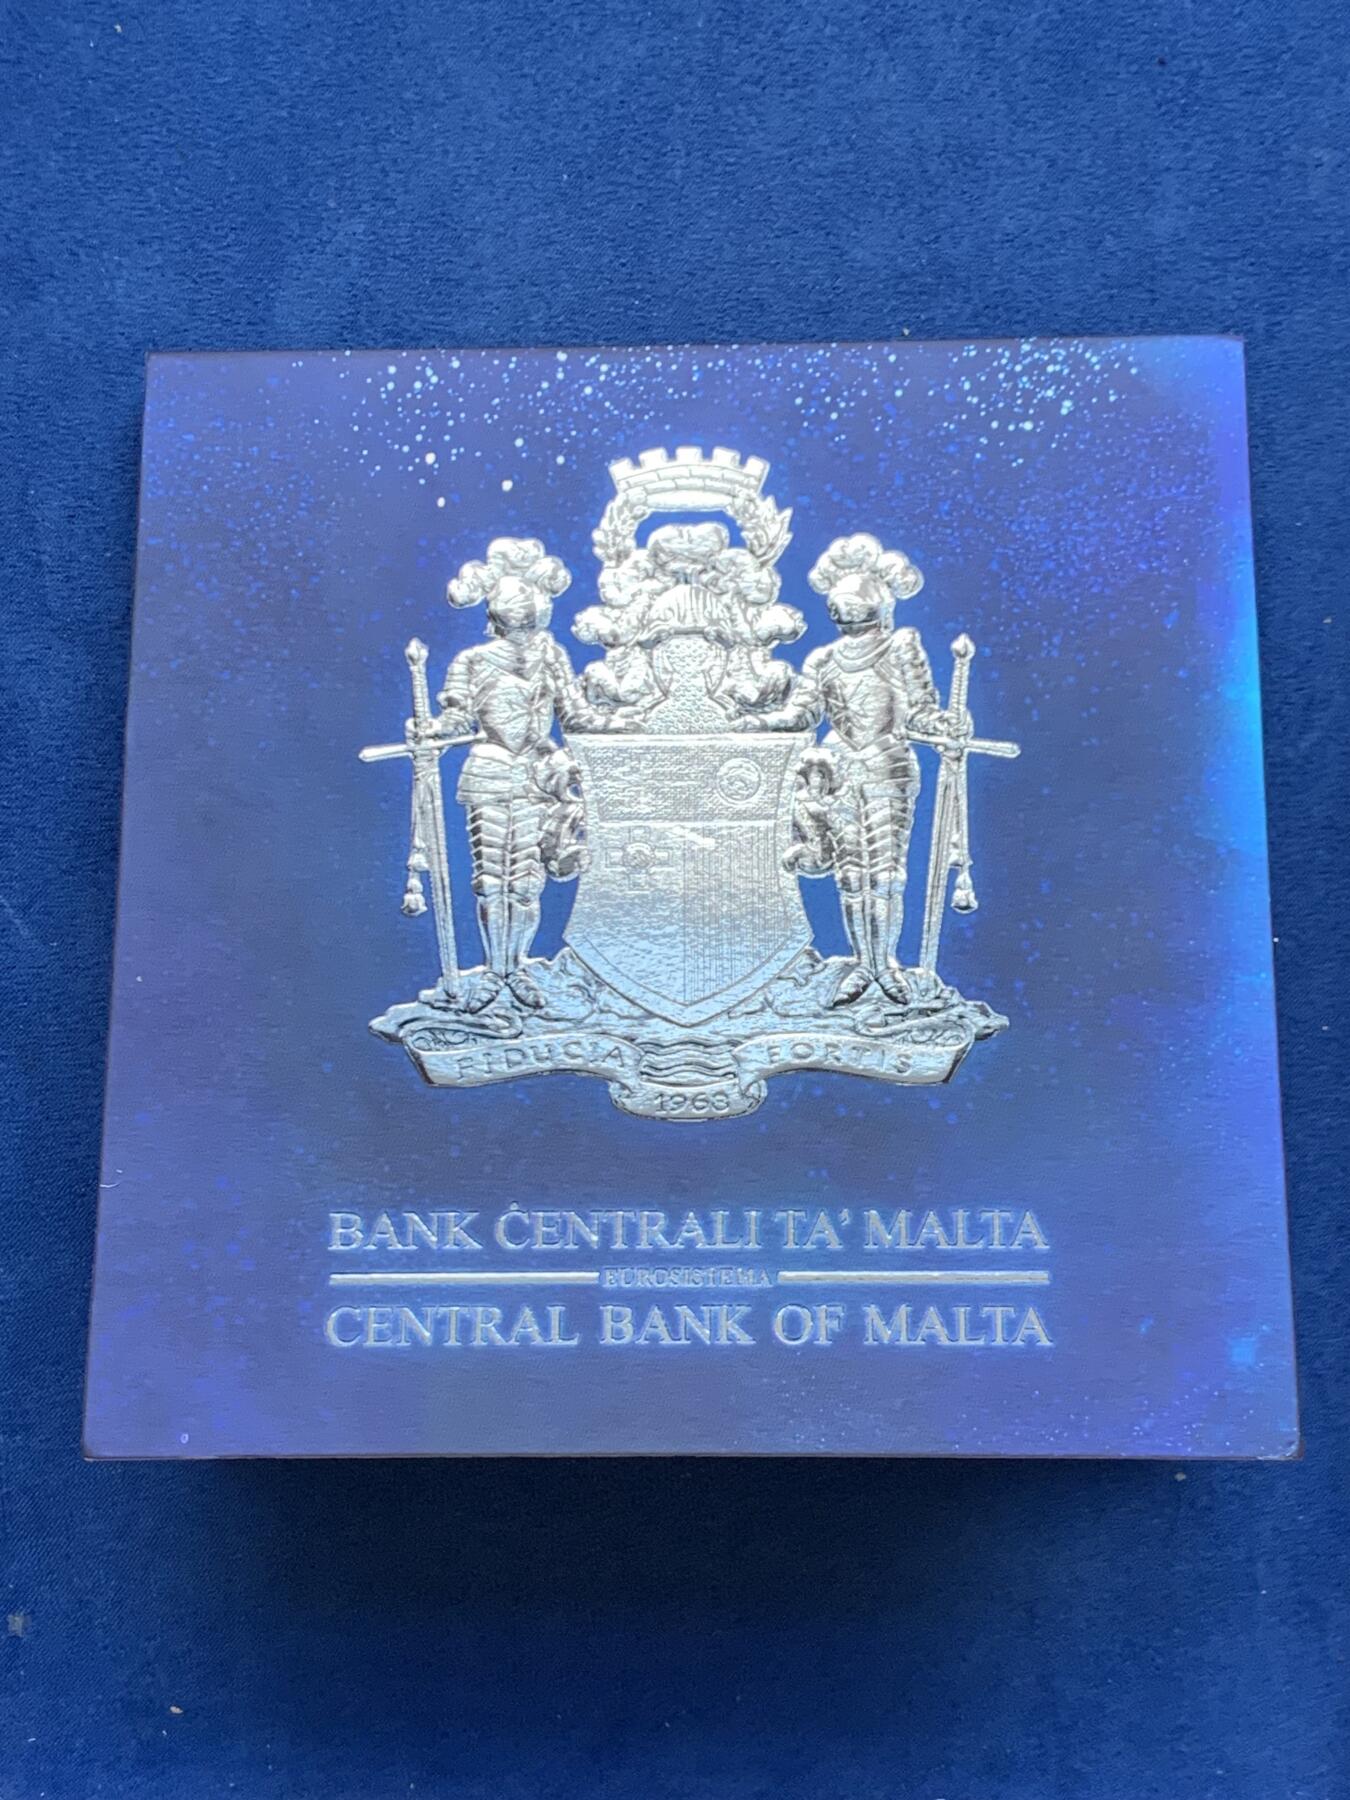 FIDUCIA FORTIS
1968
BANK ĊENTRALI TA' MALTA
EUROSISTEMA
CENTRAL BANK OF MALTA